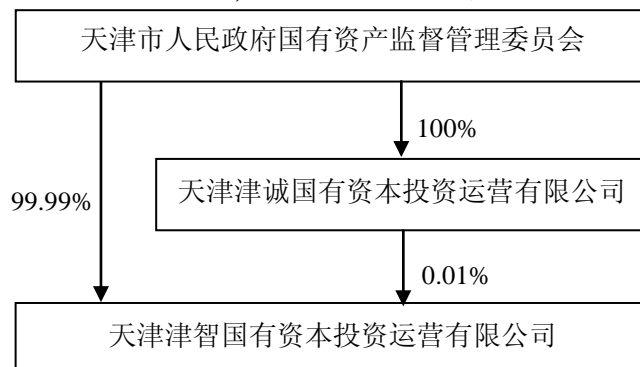 天津市人民政府国有资产监督管理委员会
100%
天津津诚国有资本投资运营有限公司
99.99%
0.01%
天津津智国有资本投资运营有限公司